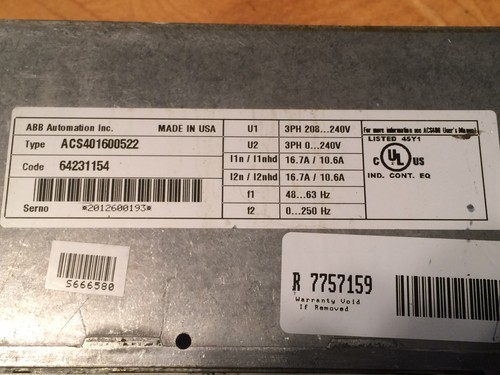 ABB Automation Inc. MADE IN USA
Type ACS401600522
Code 64231154
Serno *2012600193*
U1 3PH 208...240V
U2 3PH 0...240V
I1n / I1nhd 16.7A / 10.6A
I2n / I2nhd 16.7A / 10.6A
f1 48...63 Hz
f2 0...250 Hz
For more information see ACS400 User's Manual
LISTED 45Y1
C UL US
IND. CONT. EQ
S666580
R 7757159
Warranty Void
If Removed